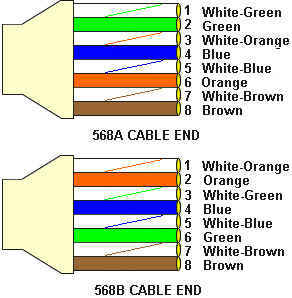 1 White-Green
2 Green
3 White-Orange
4 Blue
5 White-Blue
6 Orange
7 White-Brown
8 Brown
568A CABLE END
1 White-Orange
2 Orange
3 White-Green
4 Blue
5 White-Blue
6 Green
7 White-Brown
8 Brown
568B CABLE END